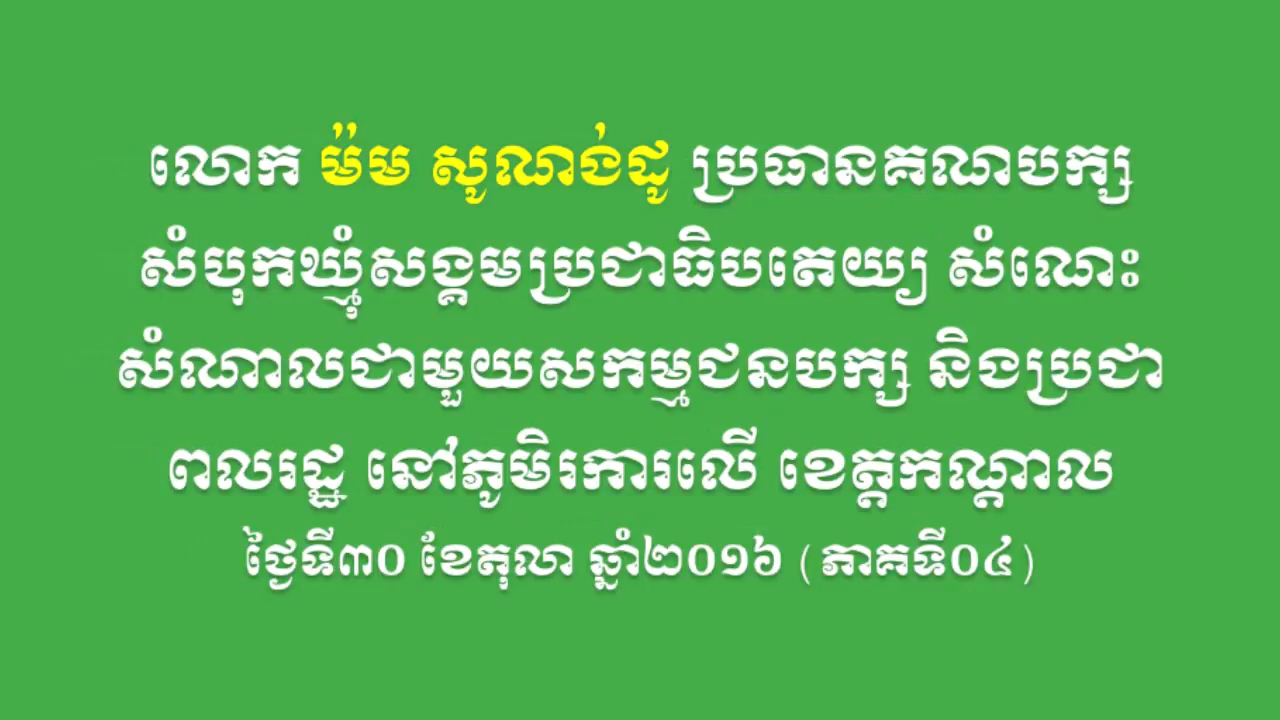 លោក ម៉ម សូណង់ដូ ប្រធានគណបក្ស
សំបុកឃ្មុំសង្គមប្រជាធិបតេយ្យ សំណេះ
សំណាលជាមួយសកម្មជនបក្ស និងប្រជា
ពលរដ្ឋ នៅភូមិរការលើ ខេត្តកណ្តាល
ថ្ងៃទី៣០ ខែតុលា ឆ្នាំ២០១៦ (ភាគទី០៤)